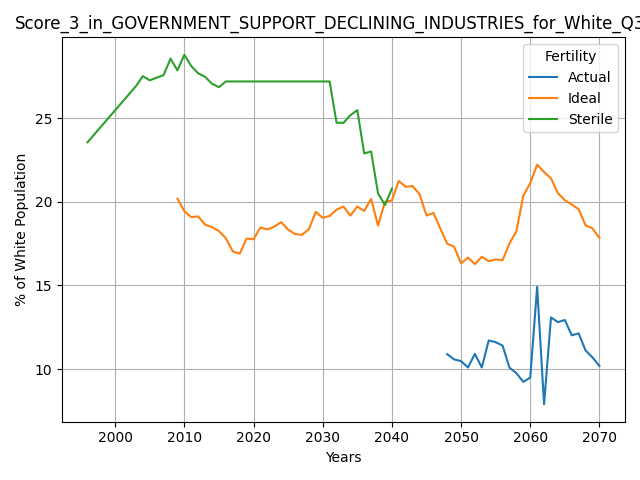 Score_3_in_GOVERNMENT_SUPPORT_DECLINING_INDUSTRIES_for_White_Q3
Fertility
Actual
Ideal
Sterile
% of White Population
25
20
15
10
2000 2010 2020 2030 2040 2050 2060 2070
Years